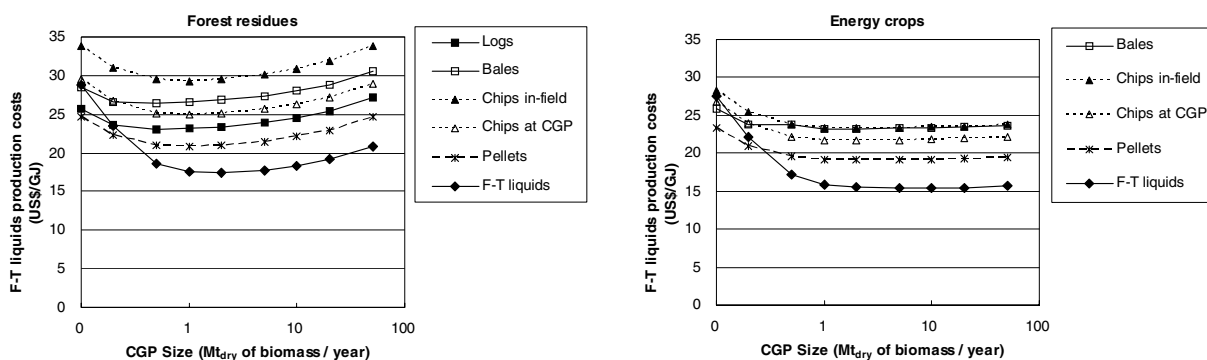 Forest residues
F-T liquids production costs
(US$/GJ)
35
30
25
20
15
10
5
0
0 1 10 100
CGP Size (Mtdry of biomass / year)
Logs
Bales
Chips in-field
Chips at CGP
Pellets
F-T liquids
Energy crops
F-T liquids production costs
(US$/GJ)
35
30
25
20
15
10
5
0
0 1 10 100
CGP Size (Mtdry of biomass / year)
Bales
Chips in-field
Chips at CGP
Pellets
F-T liquids